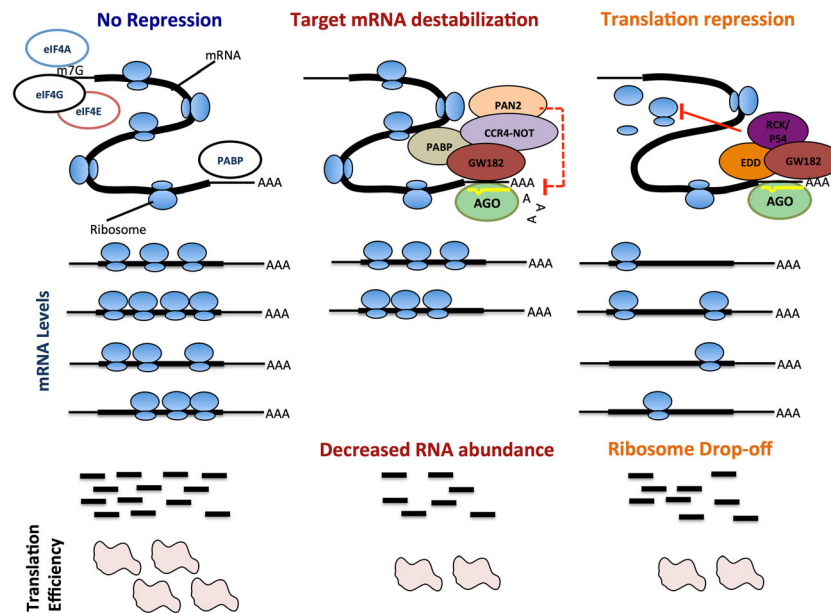 No Repression
Target mRNA destabilization
Translation repression
eIF4A
m7G
mRNA
eIF4G
eIF4E
PABP
AAA
Ribosome
PAN2
CCR4-NOT
PABP
GW182
AAA
AGO
A
A
A
RCK/
P54
EDD
GW182
AAA
AGO
mRNA Levels
AAA
AAA
AAA
AAA
AAA
AAA
AAA
AAA
AAA
AAA
Decreased RNA abundance
Ribosome Drop-off
Translation
Efficiency